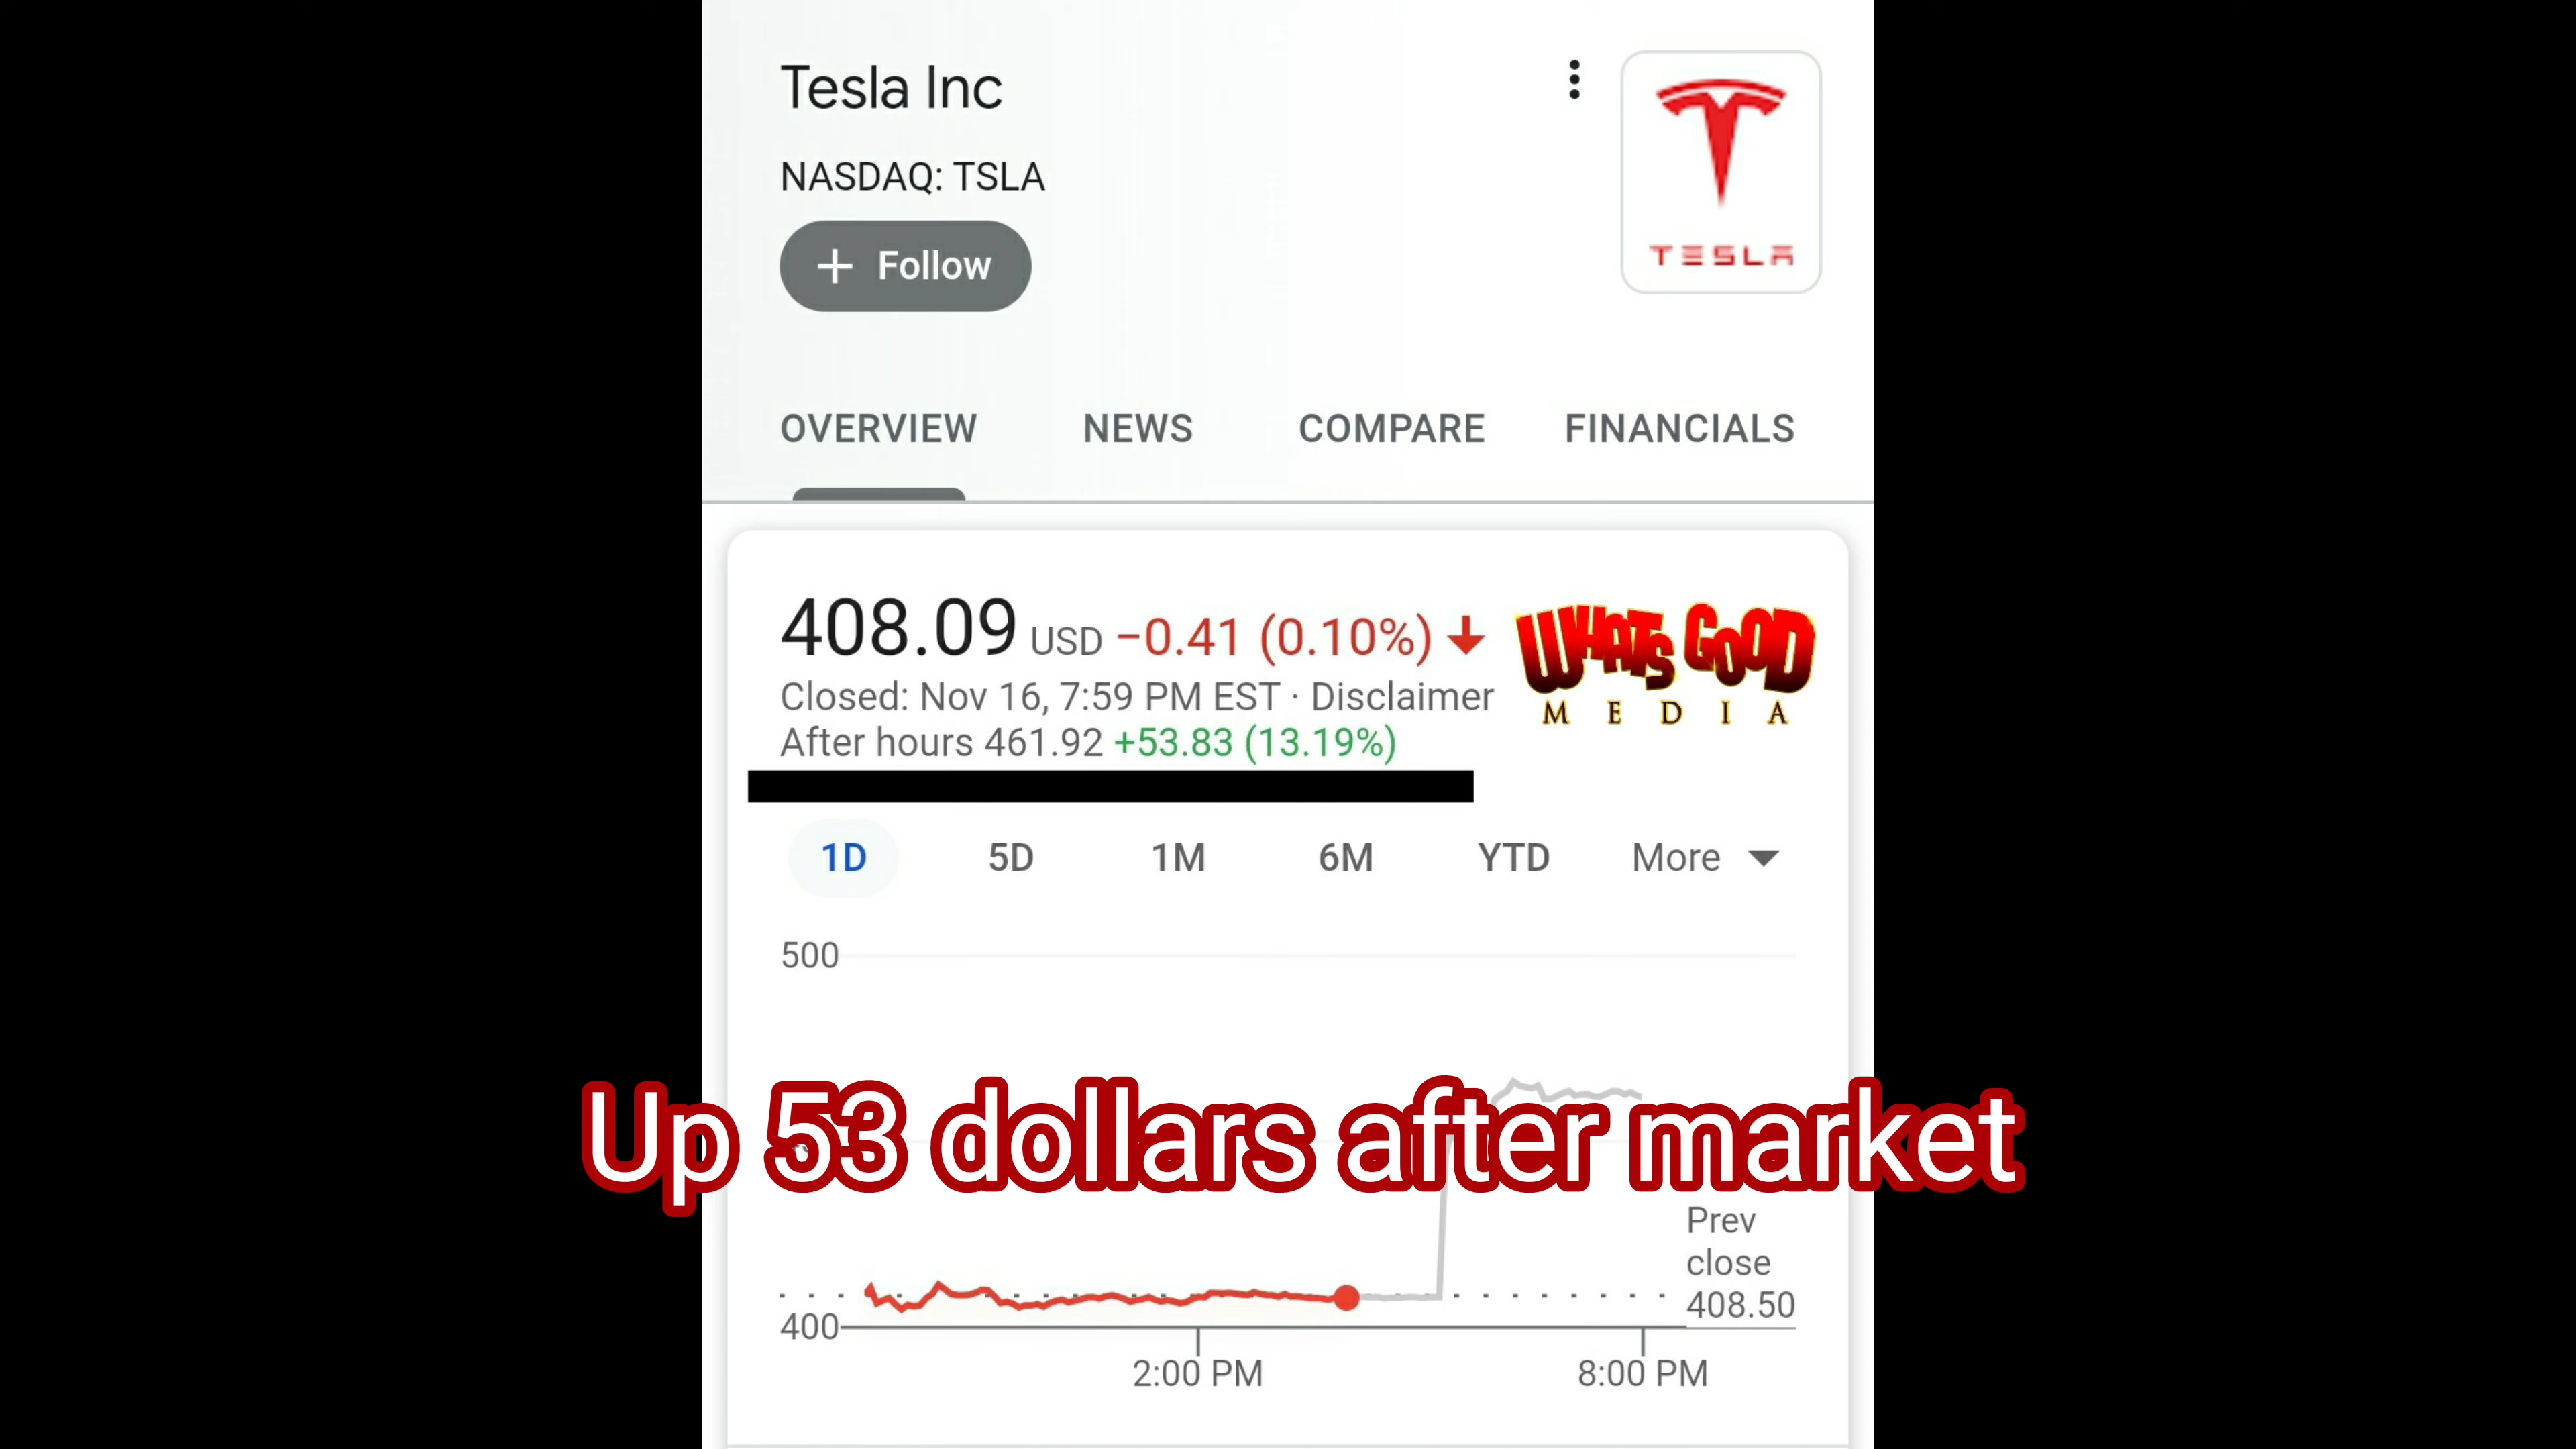 Tesla Inc
NASDAQ: TSLA
+ Follow
TESLA
OVERVIEW NEWS COMPARE FINANCIALS
408.09 USD −0.41 (0.10%) ↓
Closed: Nov 16, 7:59 PM EST · Disclaimer
After hours 461.92 +53.83 (13.19%)
WHATS GOOD
MEDIA
1D 5D 1M 6M YTD More
500
Up 53 dollars after market
Prev
close
408.50
400
2:00 PM 8:00 PM